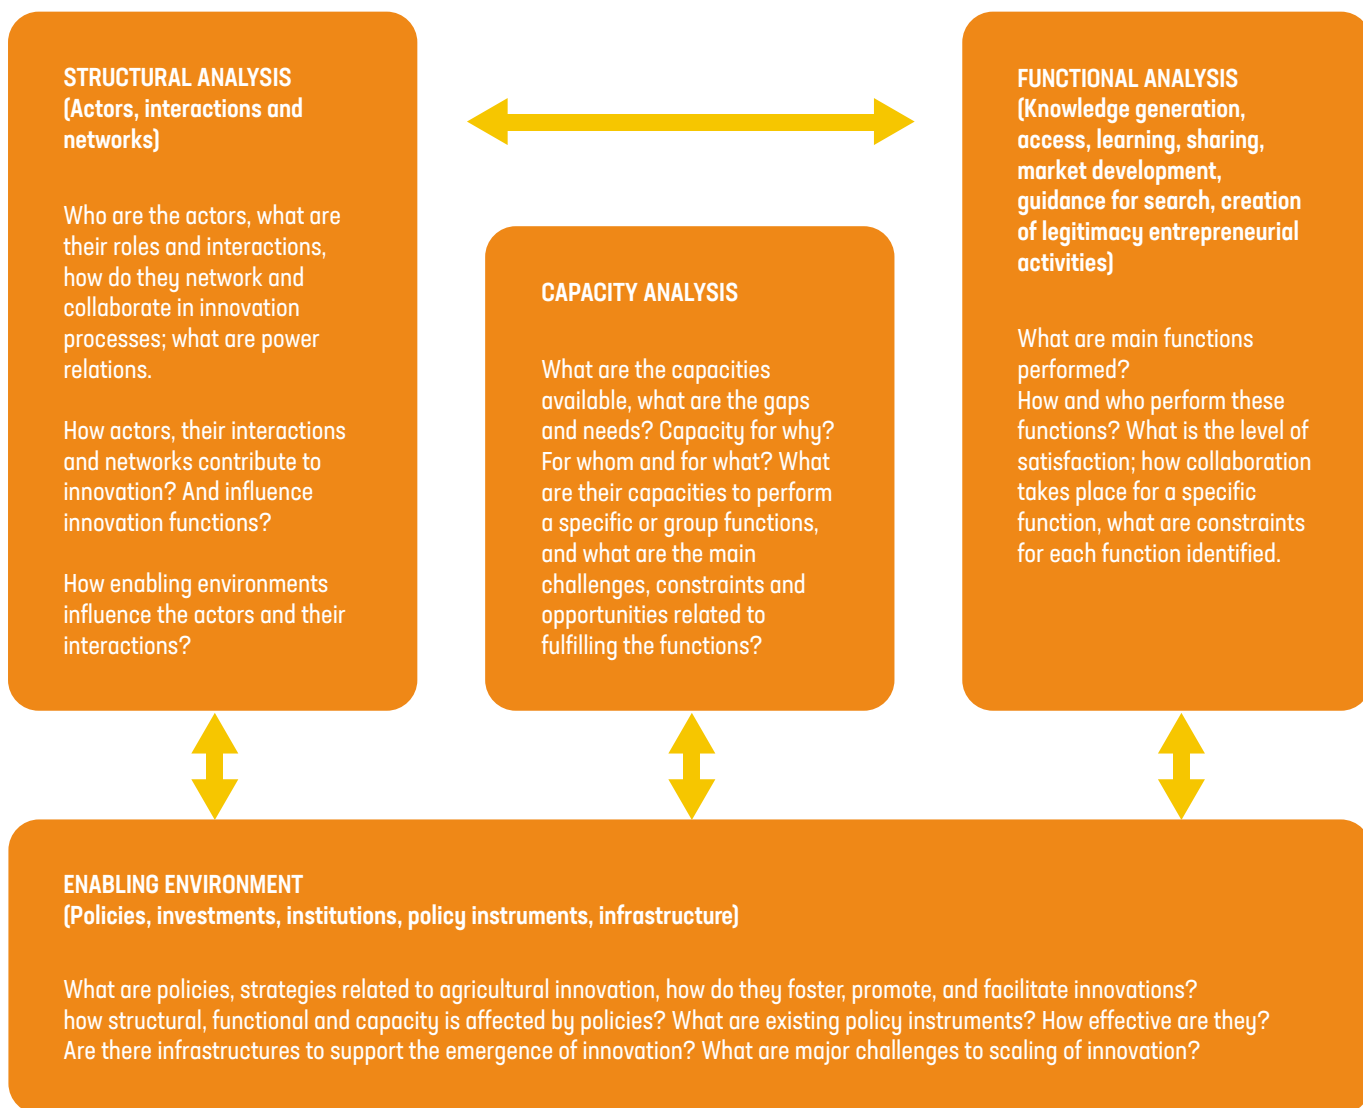 STRUCTURAL ANALYSIS
(Actors, interactions and
networks)
Who are the actors, what are
their roles and interactions,
how do they network and
collaborate in innovation
processes; what are power
relations.
How actors, their interactions
and networks contribute to
innovation? And influence
innovation functions?
How enabling environments
influence the actors and their
interactions?
CAPACITY ANALYSIS
What are the capacities
available, what are the gaps
and needs? Capacity for why?
For whom and for what? What
are their capacities to perform
a specific or group functions,
and what are the main
challenges, constraints and
opportunities related to
fulfilling the functions?
FUNCTIONAL ANALYSIS
(Knowledge generation,
access, learning, sharing,
market development,
guidance for search, creation
of legitimacy entrepreneurial
activities)
What are main functions
performed?
How and who perform these
functions? What is the level of
satisfaction; how collaboration
takes place for a specific
function, what are constraints
for each function identified.
ENABLING ENVIRONMENT
(Policies, investments, institutions, policy instruments, infrastructure)
What are policies, strategies related to agricultural innovation, how do they foster, promote, and facilitate innovations?
how structural, functional and capacity is affected by policies? What are existing policy instruments? How effective are they?
Are there infrastructures to support the emergence of innovation? What are major challenges to scaling of innovation?